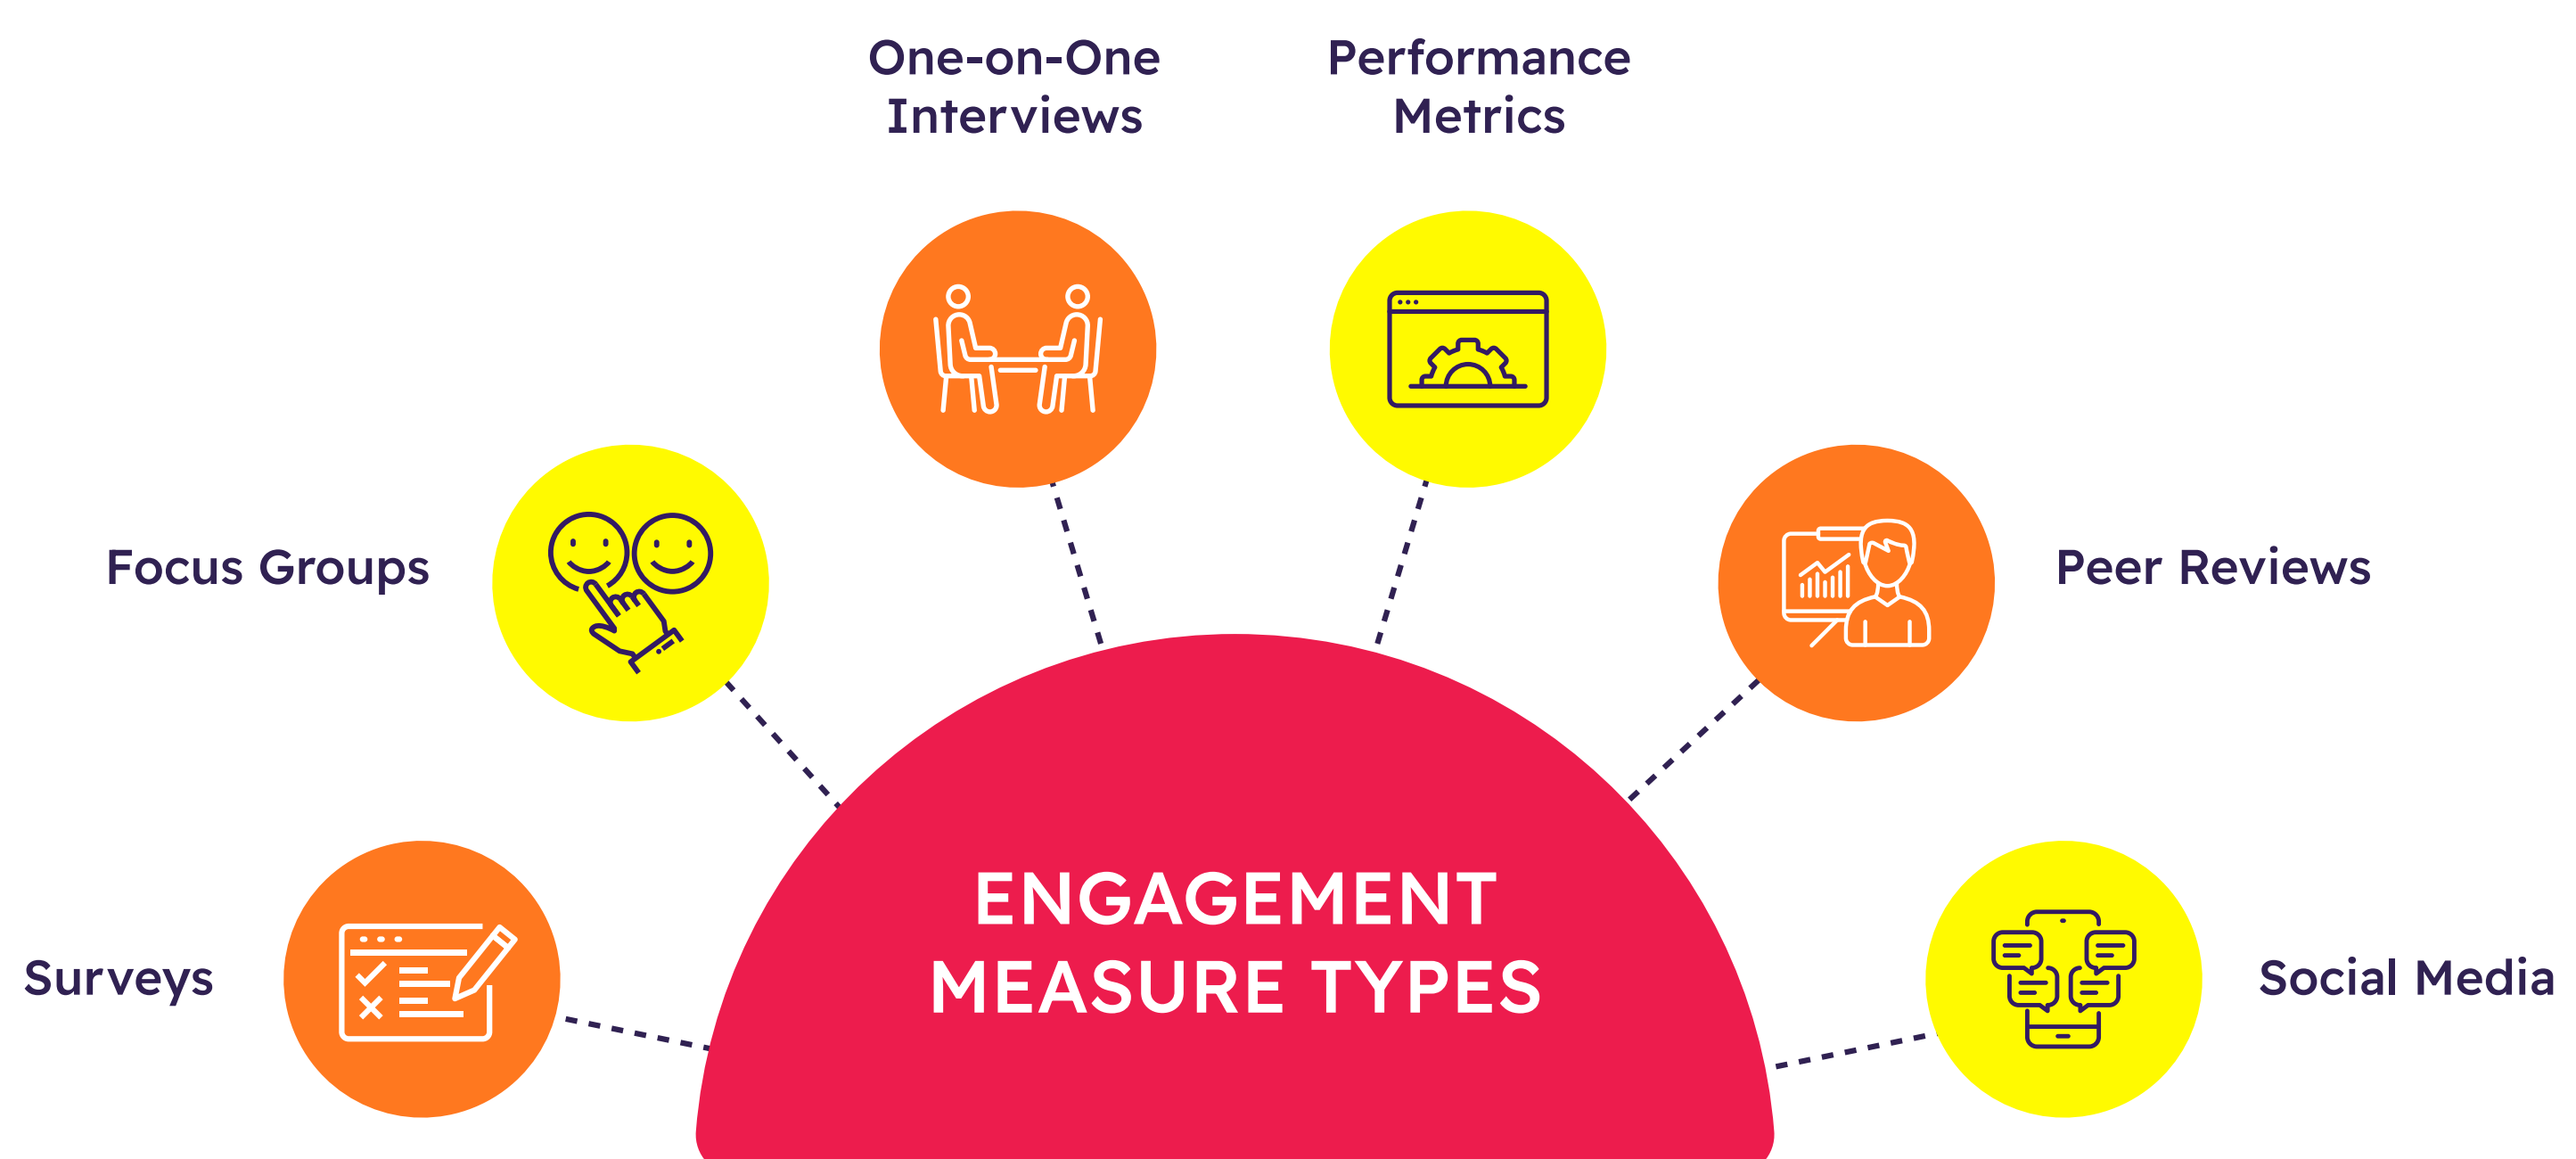 One-on-One
Interviews
Performance
Metrics
Focus Groups
Peer Reviews
Surveys
ENGAGEMENT
MEASURE TYPES
Social Media